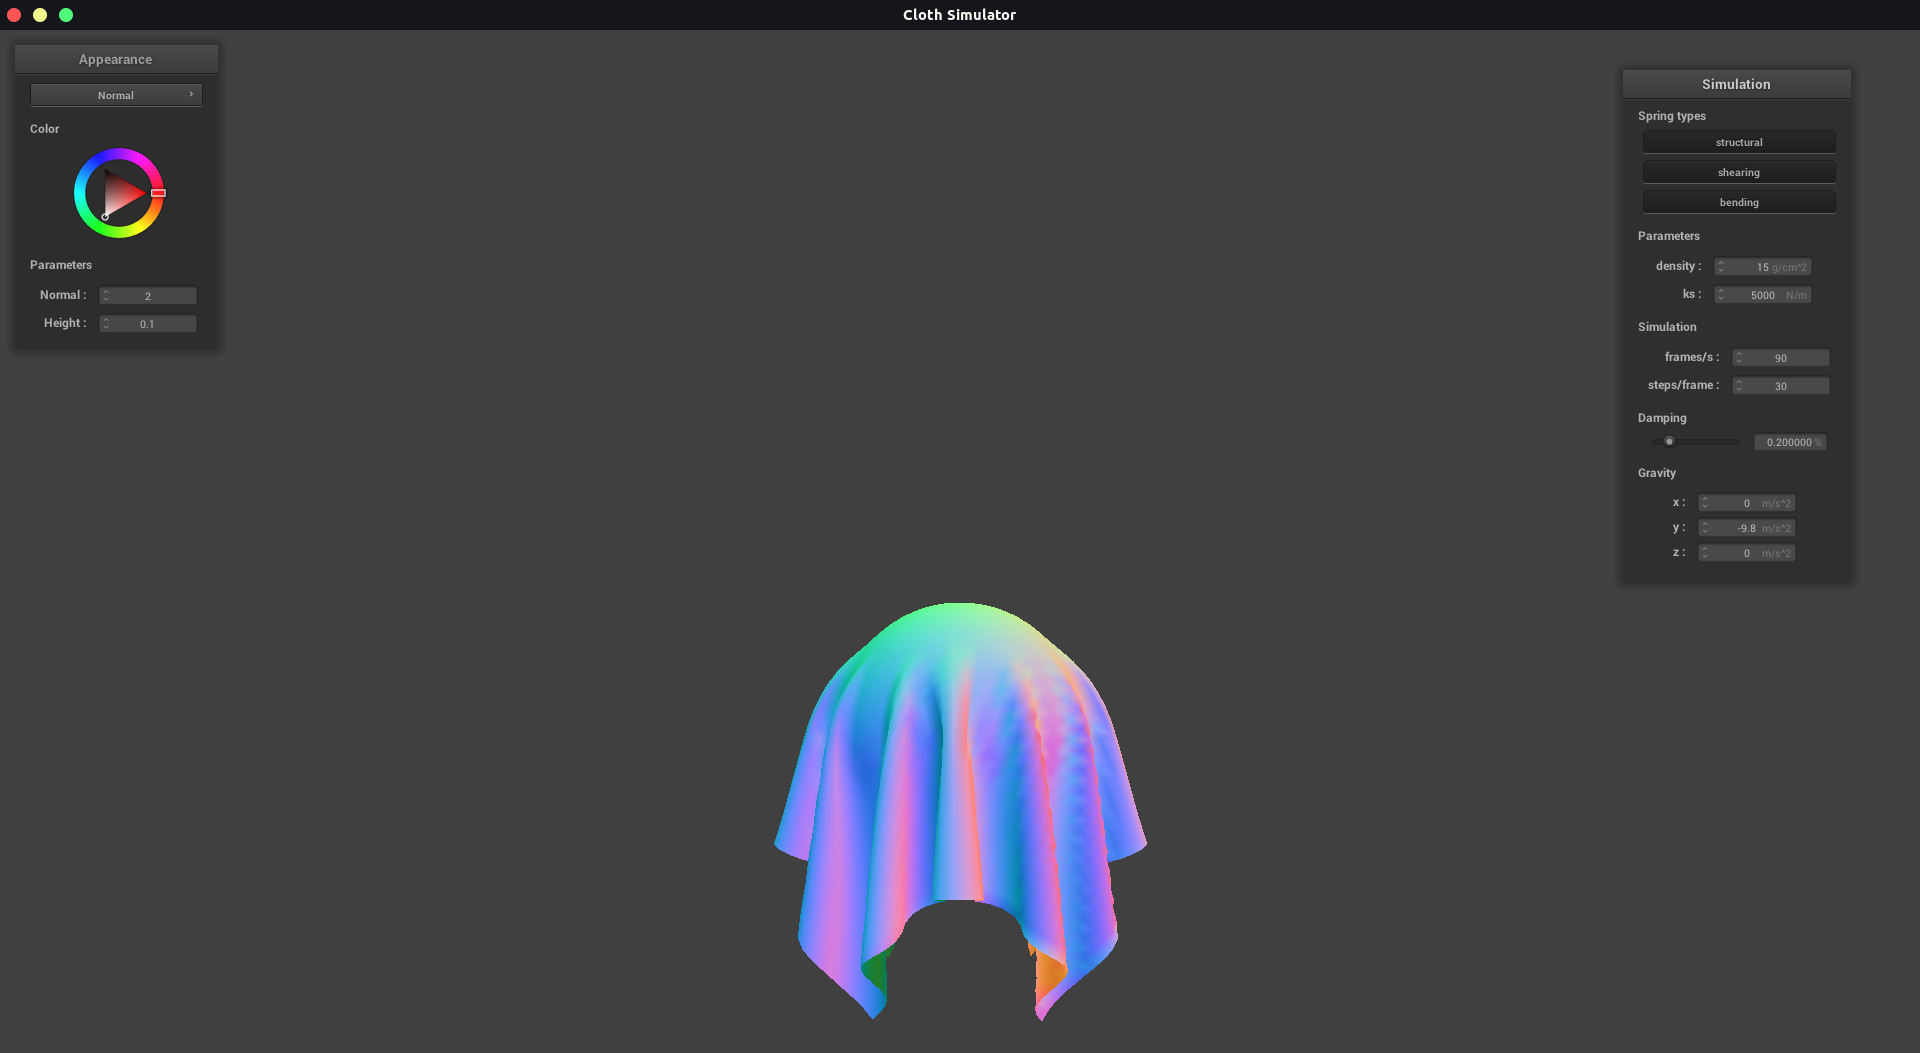 Cloth Simulator
Appearance
Normal
Color
Parameters
Normal : 2
Height : 0.1
Simulation
Spring types
structural
shearing
bending
Parameters
density : 15 g/cm^2
ks : 5000 N/m
Simulation
frames/s : 90
steps/frame : 30
Damping
0.200000 %
Gravity
x : 0 m/s^2
y : -9.8 m/s^2
z : 0 m/s^2